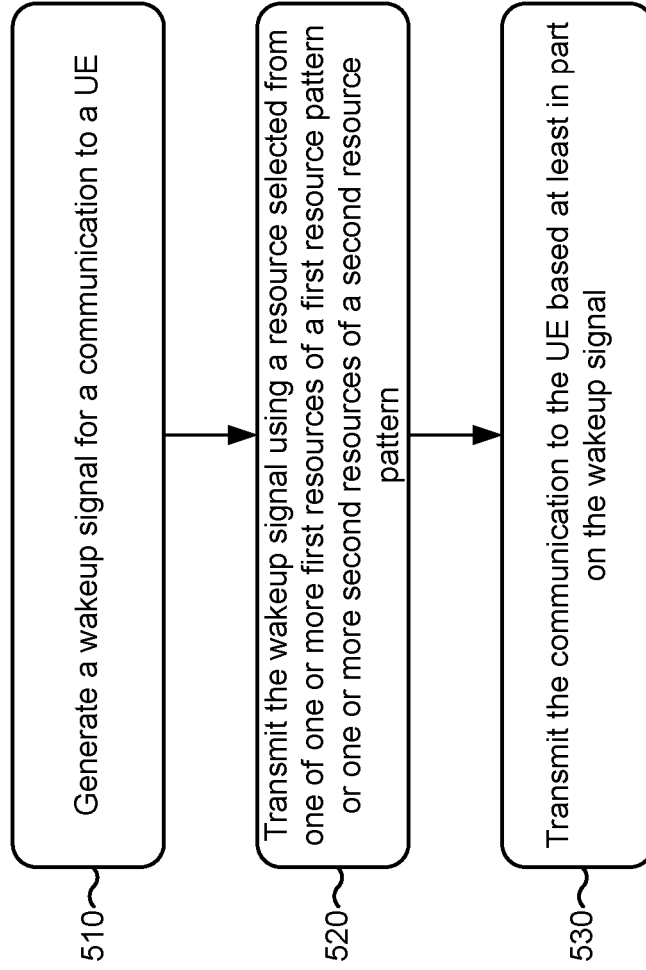 510
Generate a wakeup signal for a communication to a UE
520
Transmit the wakeup signal using a resource selected from
one of one or more first resources of a first resource pattern
or one or more second resources of a second resource
pattern
530
Transmit the communication to the UE based at least in part
on the wakeup signal